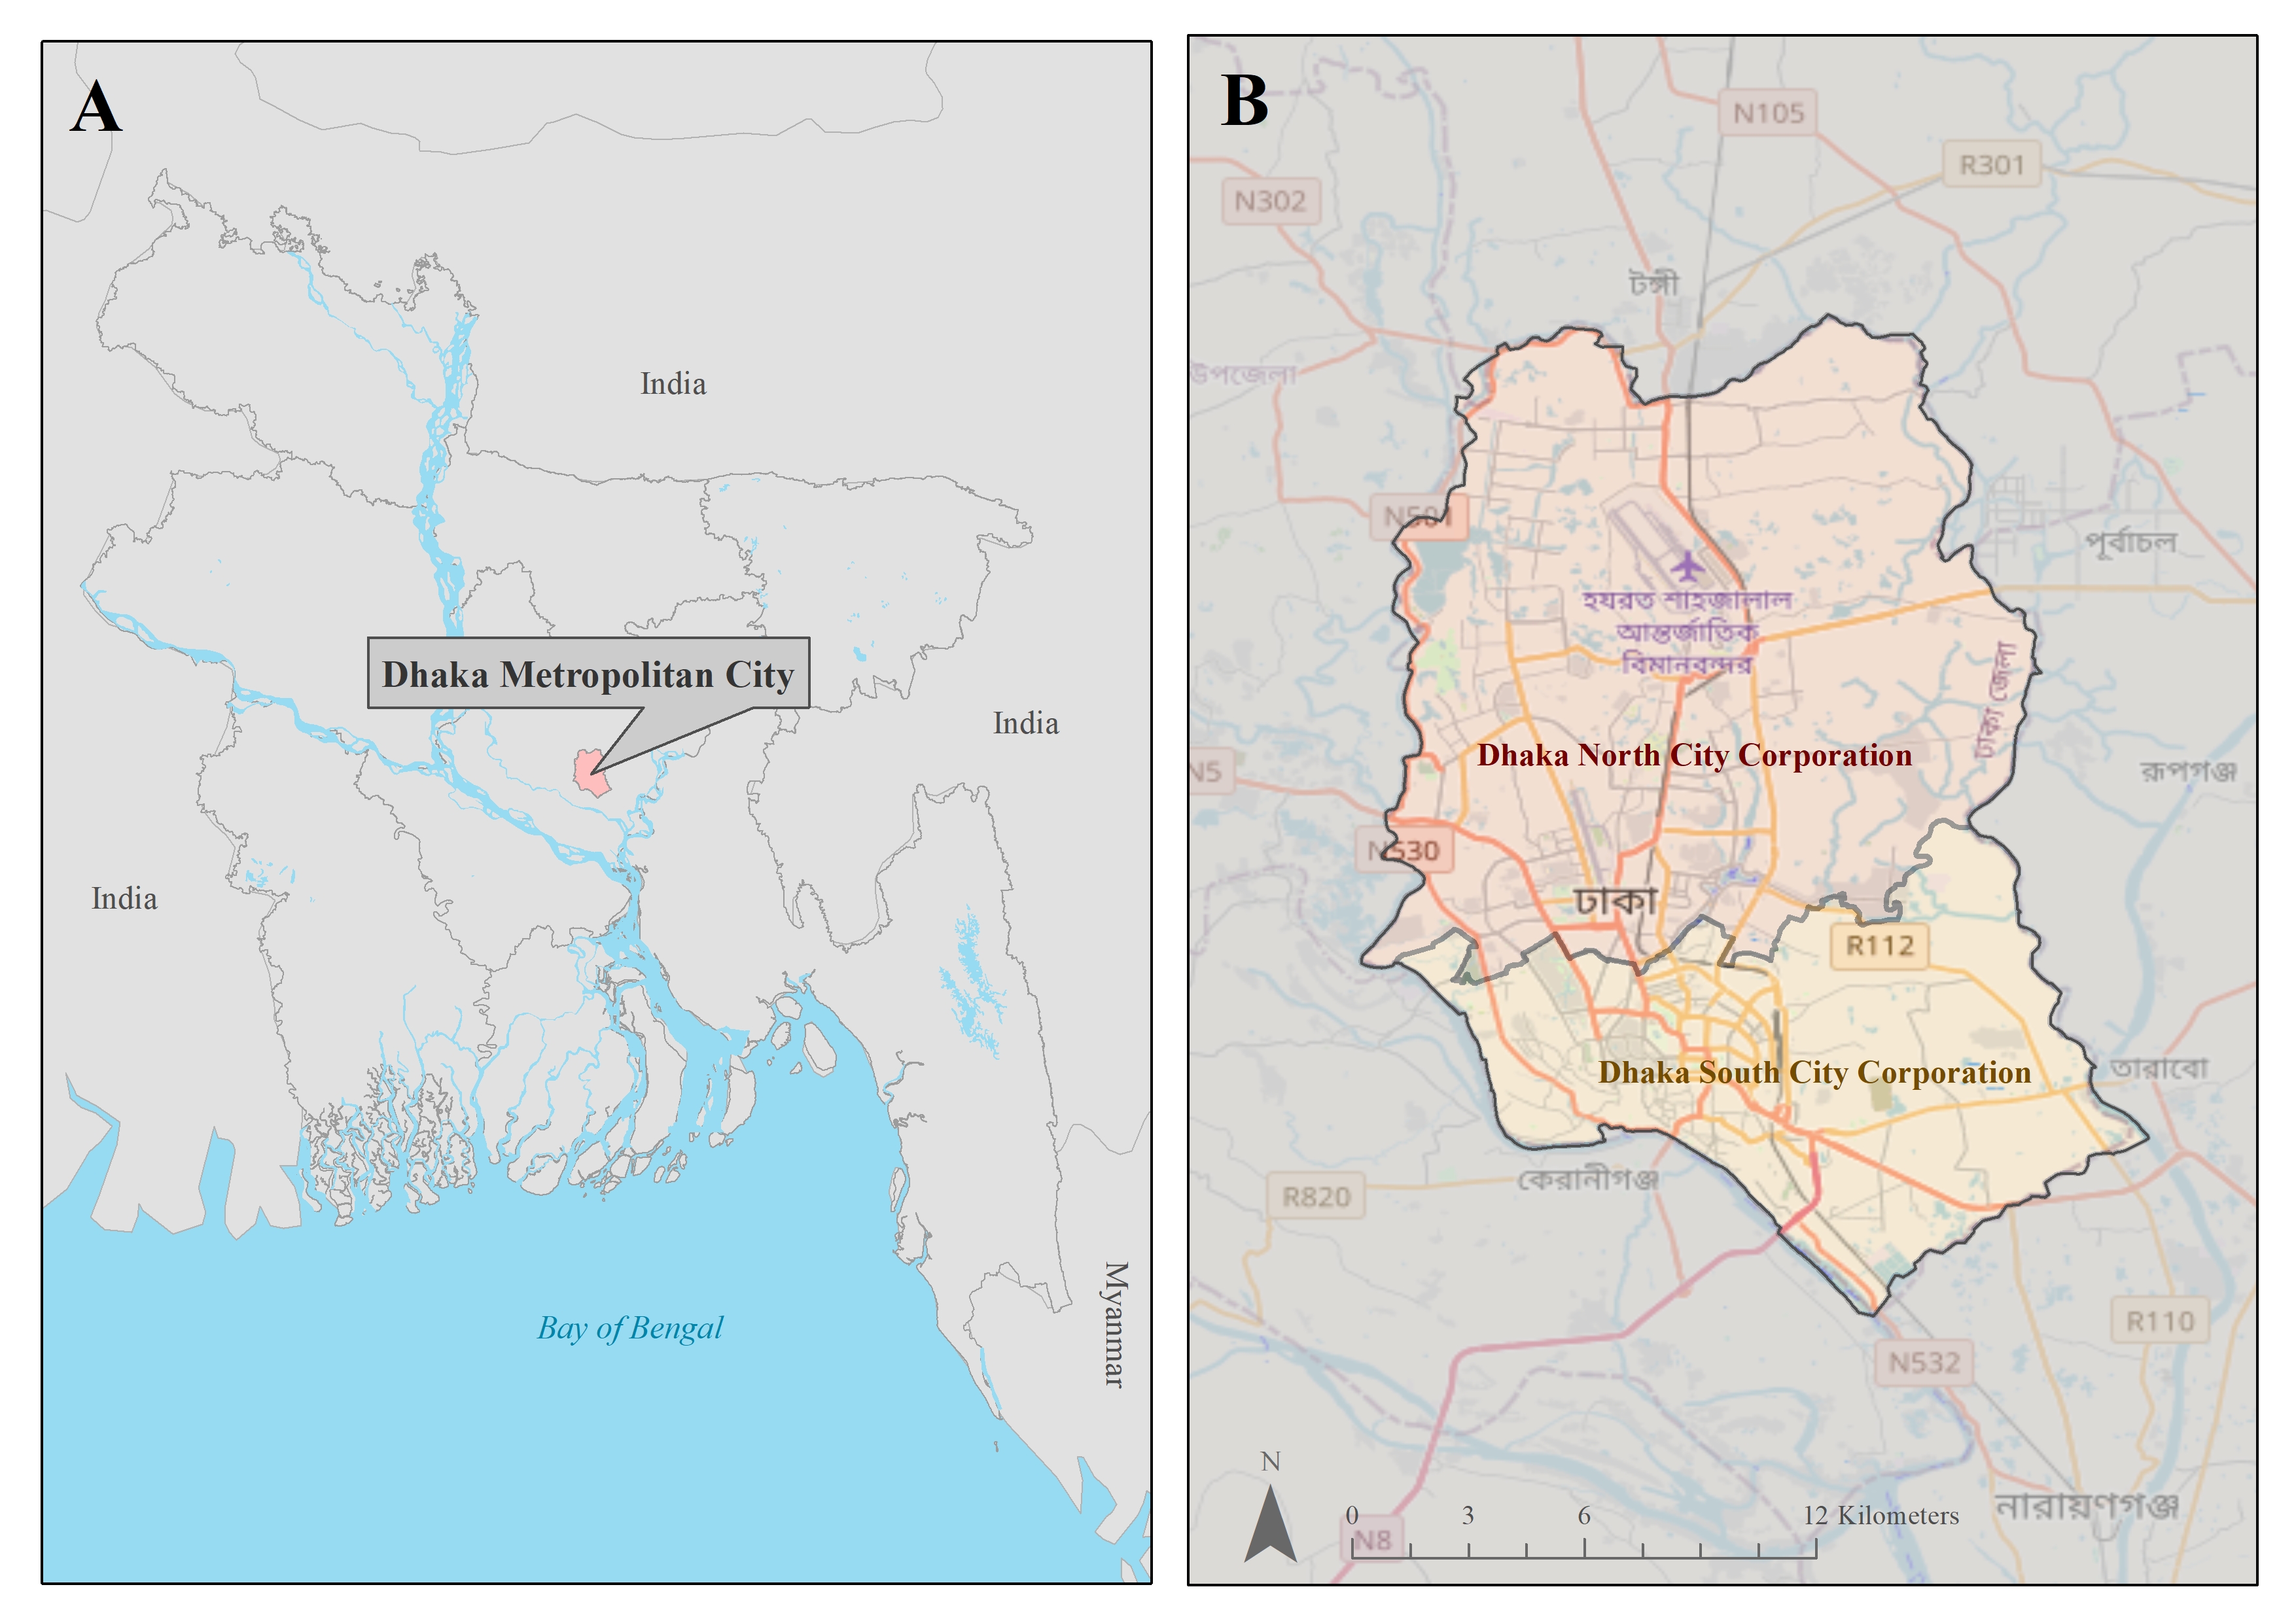 A
India
Dhaka Metropolitan City
India
India
Bay of Bengal
Myanmar
B
N105
R301
N302
টঙ্গী
উপজেলা
N501
পূর্বাচল
হযরত শাহজালাল
আন্তর্জাতিক
বিমানবন্দর
ঢাকা জেলা
Dhaka North City Corporation
N5
রূপগঞ্জ
N530
ঢাকা
R112
Dhaka South City Corporation
তারাবো
কেরানীগঞ্জ
R820
R110
N532
N
0 3 6 12 Kilometers
নারায়ণগঞ্জ
N8